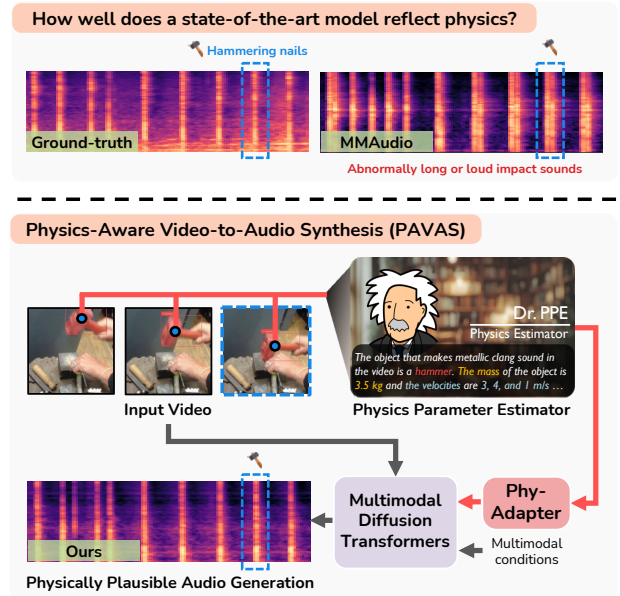 How well does a state-of-the-art model reflect physics?
Hammering nails
Ground-truth
MMAudio
Abnormally long or loud impact sounds
Physics-Aware Video-to-Audio Synthesis (PAVAS)
Dr. PPE
Physics Estimator
The object that makes metallic clang sound in
the video is a hammer. The mass of the object is
3.5 kg and the velocities are 3, 4, and 1 m/s ...
Input Video
Physics Parameter Estimator
Multimodal
Diffusion
Transformers
Phy-
Adapter
Multimodal
conditions
Ours
Physically Plausible Audio Generation